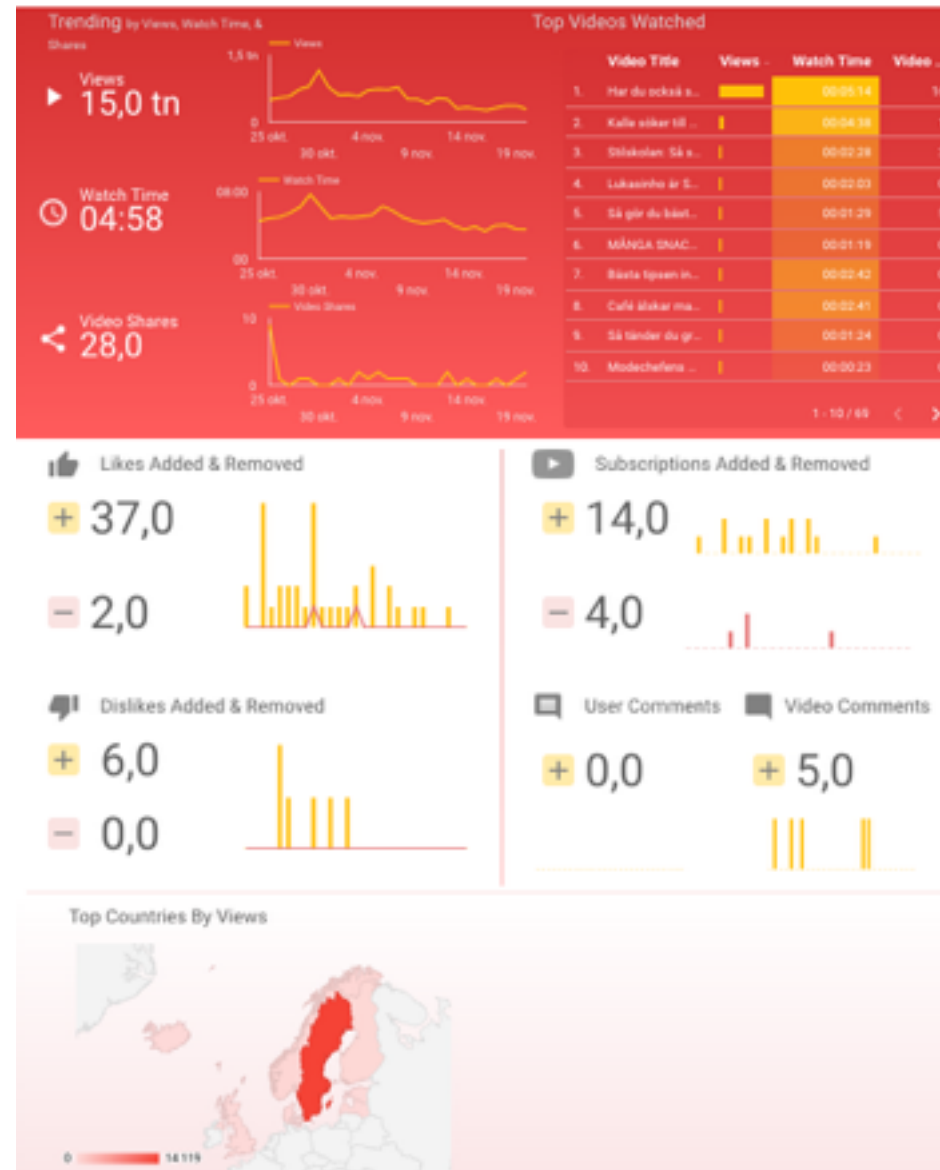 Trending by Views, Watch Time, &
Shares
Views
15,0 tn
Views
1,5 tn
0
25 okt.
4 nov.
14 nov.
30 okt.
9 nov.
19 nov.
Watch Time
04:58
Watch Time
08:00
00
25 okt.
4 nov.
14 nov.
30 okt.
9 nov.
19 nov.
Video Shares
28,0
Video Shares
10
0
25 okt.
4 nov.
14 nov.
30 okt.
9 nov.
19 nov.
Top Videos Watched
Video Title Views Watch Time Video ...
1. Har du också s... 00:05:14
2. Kalle söker till ... 00:04:38
3. Stilskolan: Så s... 00:02:28
4. Lukasinho är S... 00:02:03
5. Så gör du bäst... 00:01:29
6. MÅNGA SNAC... 00:01:19
7. Bästa tipsen in... 00:02:42
8. Café älskar ma... 00:02:41
9. Så tänder du gr... 00:01:24
10. Modechefens ... 00:00:23
1 - 10 / 69 < >
Likes Added & Removed
+ 37,0
− 2,0
Subscriptions Added & Removed
+ 14,0
− 4,0
Dislikes Added & Removed
+ 6,0
− 0,0
User Comments
+ 0,0
Video Comments
+ 5,0
Top Countries By Views
0
14 119